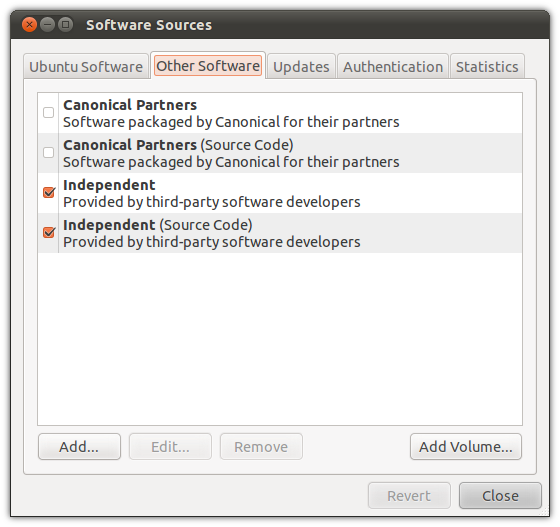 Software Sources
Ubuntu Software
Other Software
Updates
Authentication
Statistics
Canonical Partners
Software packaged by Canonical for their partners
Canonical Partners (Source Code)
Software packaged by Canonical for their partners
Independent
Provided by third-party software developers
Independent (Source Code)
Provided by third-party software developers
Add...
Edit...
Remove
Add Volume...
Revert
Close